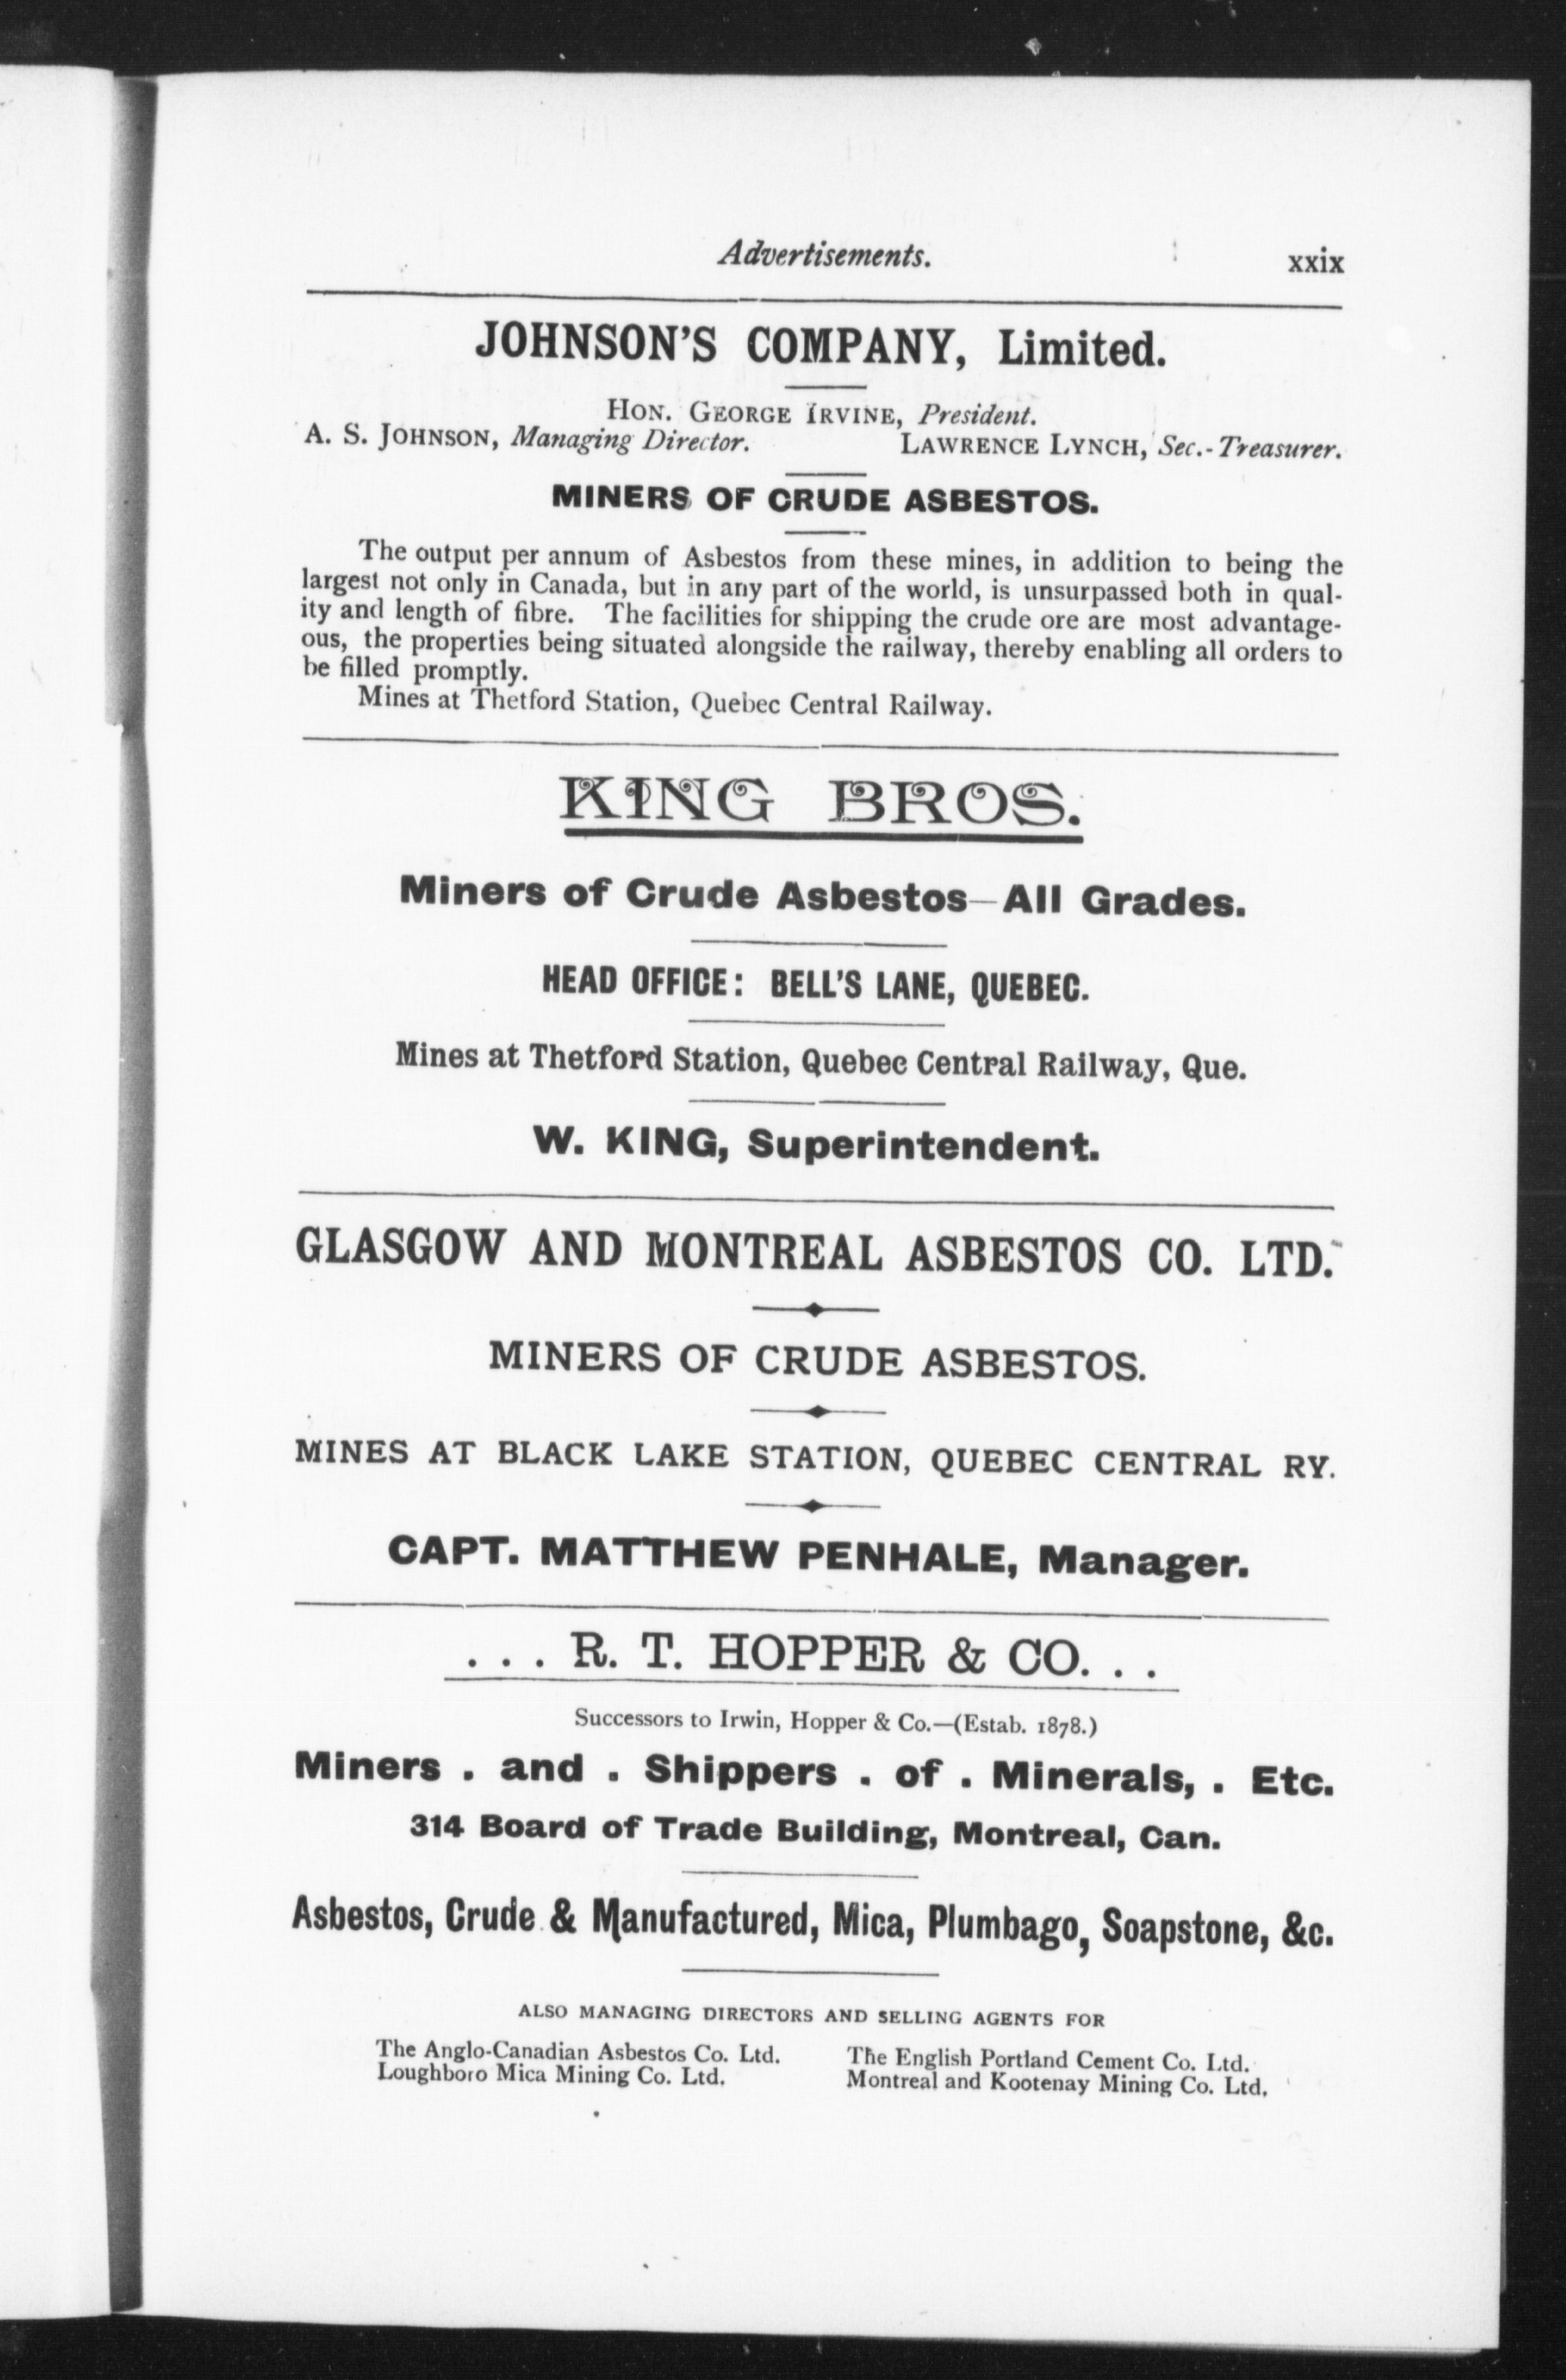 Advertisements. xxix
JOHNSON'S COMPANY, Limited.
HON. GEORGE IRVINE, President.
A. S. JOHNSON, Managing Director. LAWRENCE LYNCH, Sec.-Treasurer.
MINERS OF CRUDE ASBESTOS.
The output per annum of Asbestos from these mines, in addition to being the
largest not only in Canada, but in any part of the world, is unsurpassed both in qual-
ity and length of fibre. The facilities for shipping the crude ore are most advantage-
ous, the properties being situated alongside the railway, thereby enabling all orders to
be filled promptly.
Mines at Thetford Station, Quebec Central Railway.
KING BROS.
Miners of Crude Asbestos—All Grades.
HEAD OFFICE: BELL'S LANE, QUEBEC.
Mines at Thetford Station, Quebec Central Railway, Que.
W. KING, Superintendent.
GLASGOW AND MONTREAL ASBESTOS CO. LTD.
MINERS OF CRUDE ASBESTOS.
MINES AT BLACK LAKE STATION, QUEBEC CENTRAL RY.
CAPT. MATTHEW PENHALE, Manager.
. . . R. T. HOPPER & CO. . .
Successors to Irwin, Hopper & Co.—(Estab. 1878.)
Miners . and . Shippers . of . Minerals, . Etc.
314 Board of Trade Building, Montreal, Can.
Asbestos, Crude & Manufactured, Mica, Plumbago, Soapstone, &c.
ALSO MANAGING DIRECTORS AND SELLING AGENTS FOR
The Anglo-Canadian Asbestos Co. Ltd. The English Portland Cement Co. Ltd.
Loughboro Mica Mining Co. Ltd. Montreal and Kootenay Mining Co. Ltd.